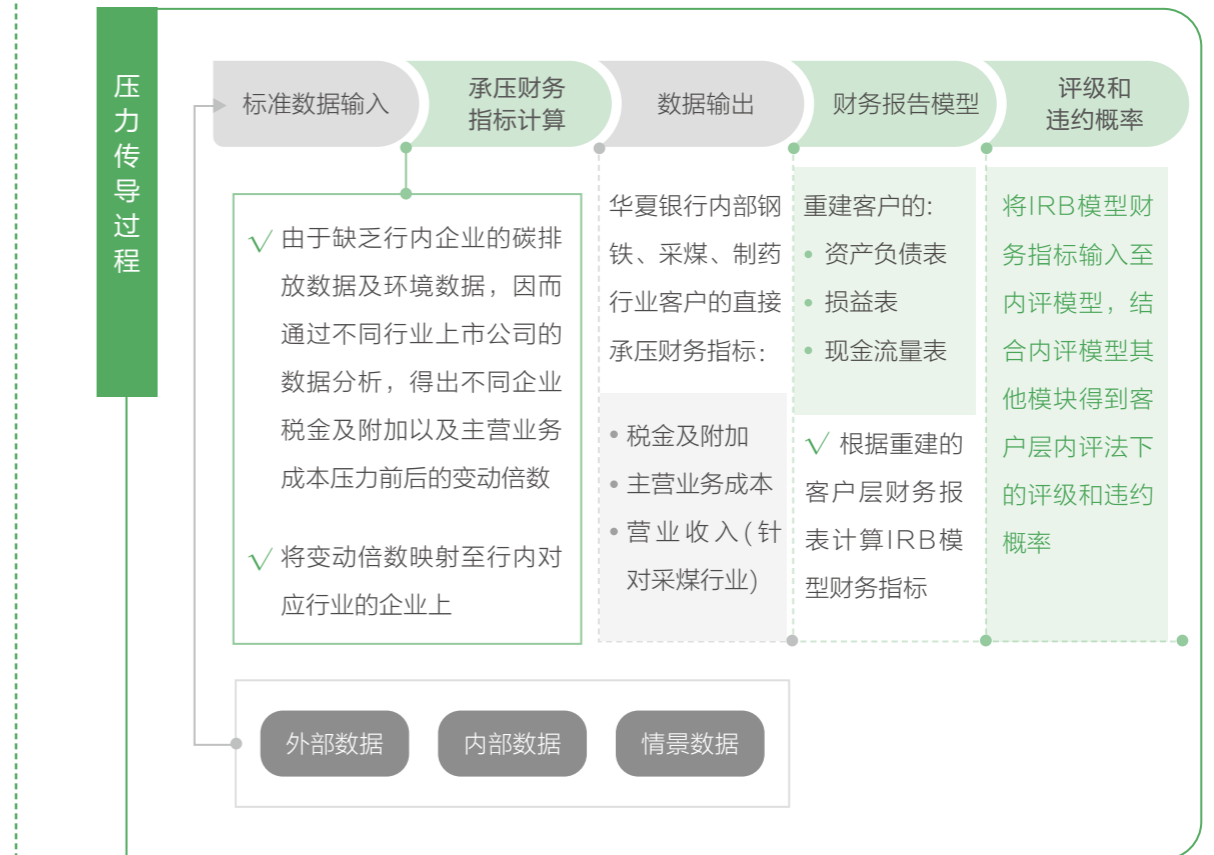 压力传导过程
标准数据输入
承压财务
指标计算
数据输出
财务报告模型
评级和
违约概率
√ 由于缺乏行内企业的碳排
放数据及环境数据，因而
通过不同行业上市公司的
数据分析，得出不同企业
税金及附加以及主营业务
成本压力前后的变动倍数
√ 将变动倍数映射至行内对
应行业的企业上
华夏银行内部钢
铁、采煤、制药
行业客户的直接
承压财务指标：
• 税金及附加
• 主营业务成本
• 营业收入(针
对采煤行业)
重建客户的:
• 资产负债表
• 损益表
• 现金流量表
√ 根据重建的
客户层财务报
表计算IRB模
型财务指标
将IRB模型财
务指标输入至
内评模型，结
合内评模型其
他模块得到客
户层内评法下
的评级和违约
概率
外部数据
内部数据
情景数据